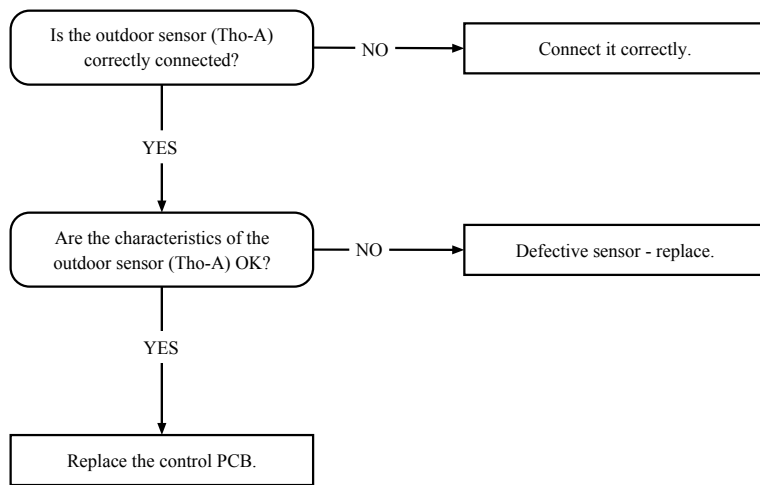 Is the outdoor sensor (Tho-A)
correctly connected?
NO
Connect it correctly.
YES
Are the characteristics of the
outdoor sensor (Tho-A) OK?
NO
Defective sensor - replace.
YES
Replace the control PCB.